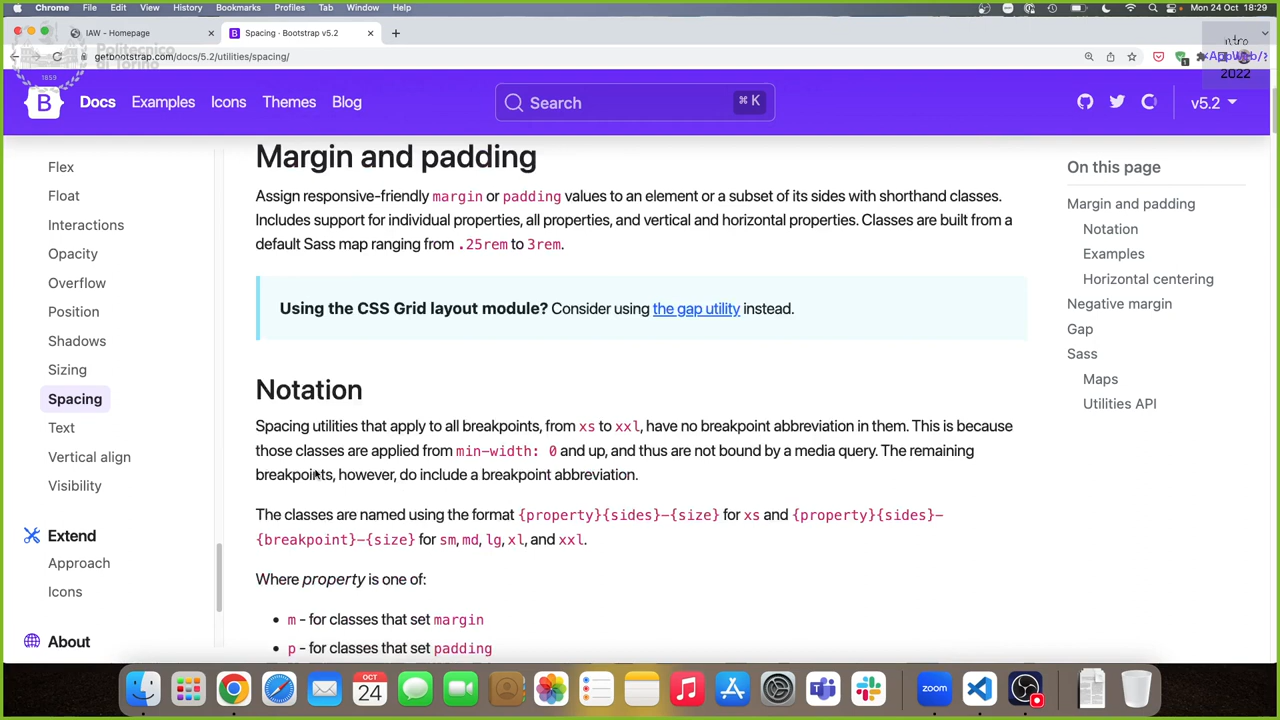 Chrome File Edit View History Bookmarks Profiles Tab Window Help
Mon 24 Oct 18:29
IAW - Homepage
Spacing · Bootstrap v5.2
getbootstrap.com/docs/5.2/utilities/spacing/
Politecnico
di Torino
1859
intro
<AppWeb/>
2022
B Docs Examples Icons Themes Blog
Search ⌘ K
v5.2
Flex
Float
Interactions
Opacity
Overflow
Position
Shadows
Sizing
Spacing
Text
Vertical align
Visibility
Extend
Approach
Icons
About
Margin and padding
Assign responsive-friendly margin or padding values to an element or a subset of its sides with shorthand classes.
Includes support for individual properties, all properties, and vertical and horizontal properties. Classes are built from a
default Sass map ranging from .25rem to 3rem.
Using the CSS Grid layout module? Consider using the gap utility instead.
Notation
Spacing utilities that apply to all breakpoints, from xs to xxl, have no breakpoint abbreviation in them. This is because
those classes are applied from min-width: 0 and up, and thus are not bound by a media query. The remaining
breakpoints, however, do include a breakpoint abbreviation.
The classes are named using the format {property}{sides}-{size} for xs and {property}{sides}-
{breakpoint}-{size} for sm, md, lg, xl, and xxl.
Where property is one of:
• m - for classes that set margin
• p - for classes that set padding
On this page
Margin and padding
Notation
Examples
Horizontal centering
Negative margin
Gap
Sass
Maps
Utilities API
OCT
24
zoom